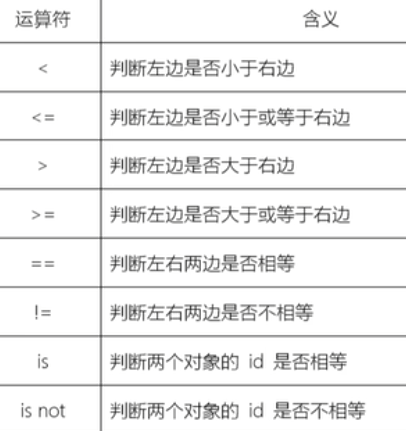 运算符 含义
< 判断左边是否小于右边
<= 判断左边是否小于或等于右边
> 判断左边是否大于右边
>= 判断左边是否大于或等于右边
== 判断左右两边是否相等
!= 判断左右两边是否不相等
is 判断两个对象的 id 是否相等
is not 判断两个对象的 id 是否不相等